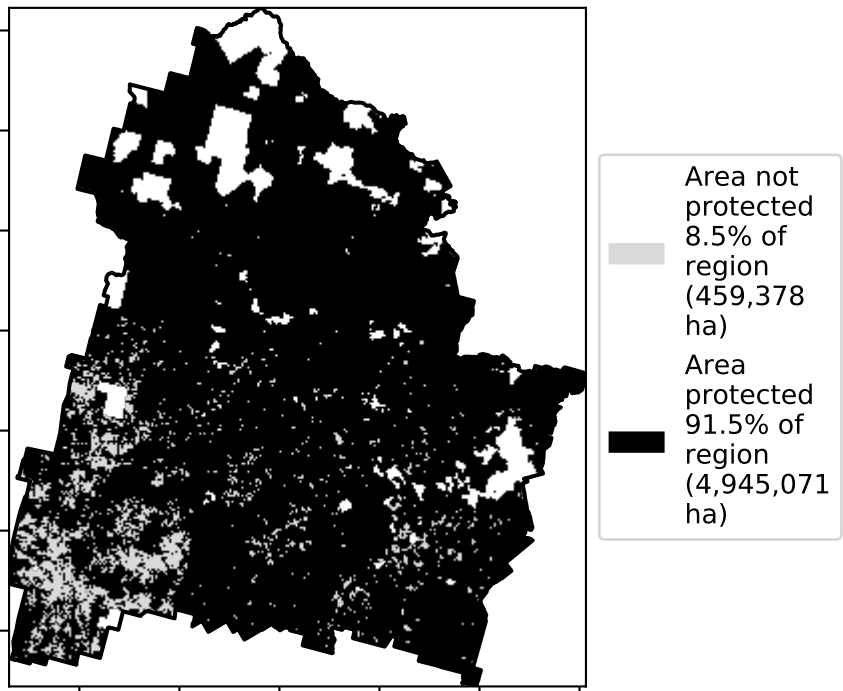 Area not
protected
8.5% of
region
(459,378
ha)
Area
protected
91.5% of
region
(4,945,071
ha)